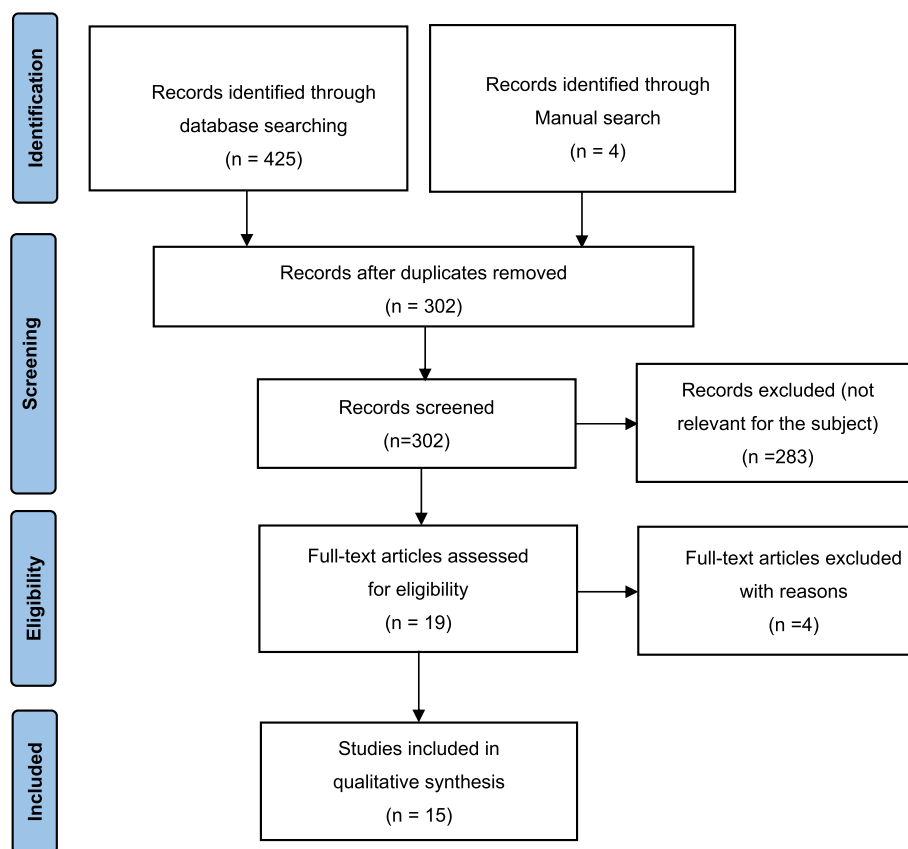 Identification
Records identified through
database searching
(n = 425)
Records identified through
Manual search
(n = 4)
Screening
Records after duplicates removed
(n = 302)
Records screened
(n=302)
Records excluded (not
relevant for the subject)
(n =283)
Eligibility
Full-text articles assessed
for eligibility
(n = 19)
Full-text articles excluded
with reasons
(n =4)
Included
Studies included in
qualitative synthesis
(n = 15)